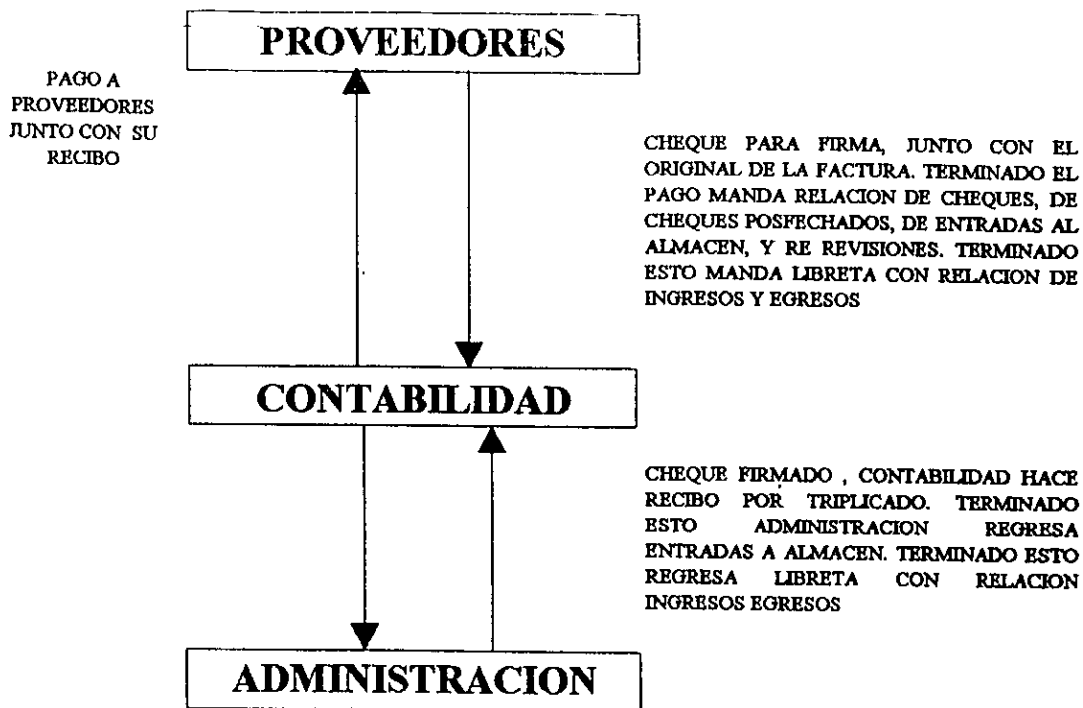 PROVEEDORES
PAGO A
PROVEEDORES
JUNTO CON SU
RECIBO
CHEQUE PARA FIRMA, JUNTO CON EL
ORIGINAL DE LA FACTURA. TERMINADO EL
PAGO MANDA RELACION DE CHEQUES, DE
CHEQUES POSFECHADOS, DE ENTRADAS AL
ALMACEN, Y RE REVISIONES. TERMINADO
ESTO MANDA LIBRETA CON RELACION DE
INGRESOS Y EGRESOS
CONTABILIDAD
CHEQUE FIRMADO , CONTABILIDAD HACE
RECIBO POR TRIPLICADO. TERMINADO
ESTO ADMINISTRACION REGRESA
ENTRADAS A ALMACEN. TERMINADO ESTO
REGRESA LIBRETA CON RELACION
INGRESOS EGRESOS
ADMINISTRACION